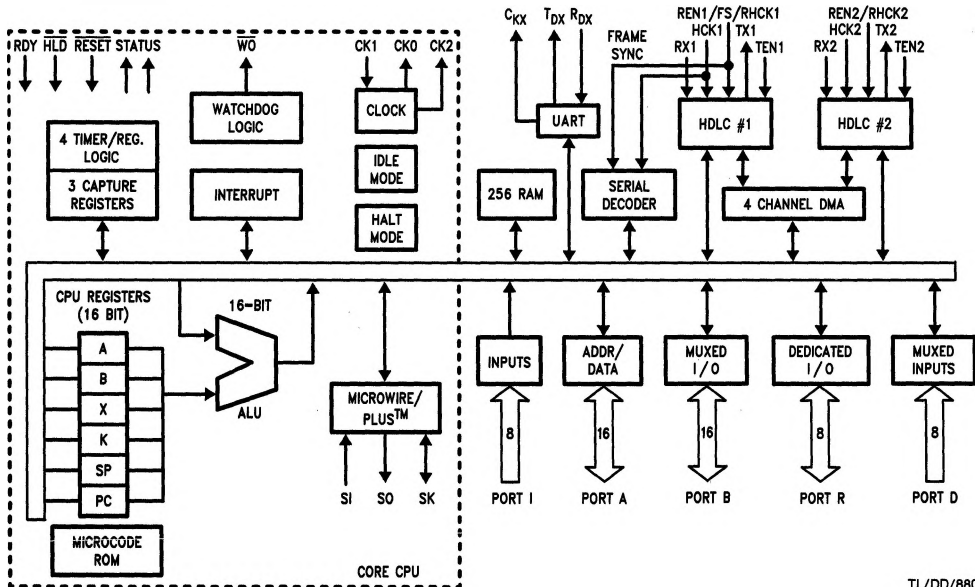 RDY HLD RESET STATUS
WO
CK1 CKO CK2
WATCHDOG
LOGIC
CLOCK
4 TIMER/REG.
LOGIC
3 CAPTURE
REGISTERS
INTERRUPT
IDLE
MODE
HALT
MODE
CKX TDX RDX
UART
FRAME
SYNC
REN1/FS/RHCK1
HCK1 TX1
RX1 TEN1
HDLC #1
REN2/RHCK2
HCK2 TX2
RX2 TEN2
HDLC #2
256 RAM
SERIAL
DECODER
4 CHANNEL DMA
CPU REGISTERS
(16 BIT)
A
B
X
K
SP
PC
MICROCODE
ROM
16-BIT
ALU
MICROWIRE/
PLUS™
SI SO SK
CORE CPU
INPUTS
8
PORT I
ADDR/
DATA
16
PORT A
MUXED
I/O
16
PORT B
DEDICATED
I/O
8
PORT R
MUXED
INPUTS
8
PORT D